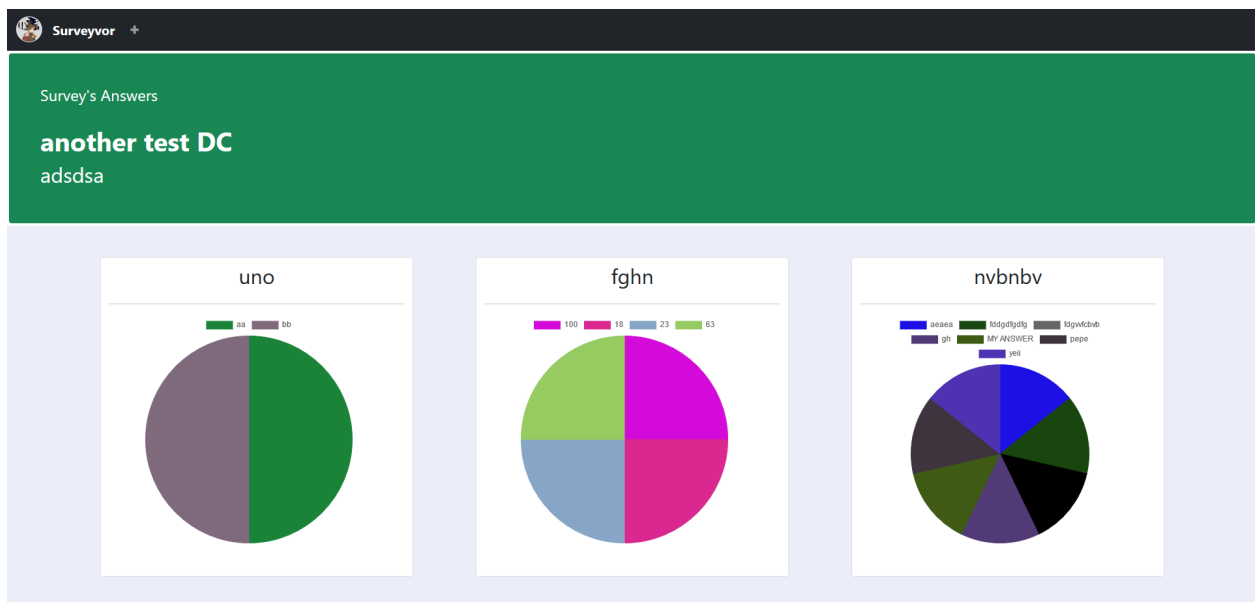 Surveyvor +
Survey's Answers
another test DC
adsdsa
uno
aa bb
fghn
100 18 23 63
nvbnbv
aeaea fddgdfgdfg fdgwfcbvb
gh MY ANSWER pepe
yeii